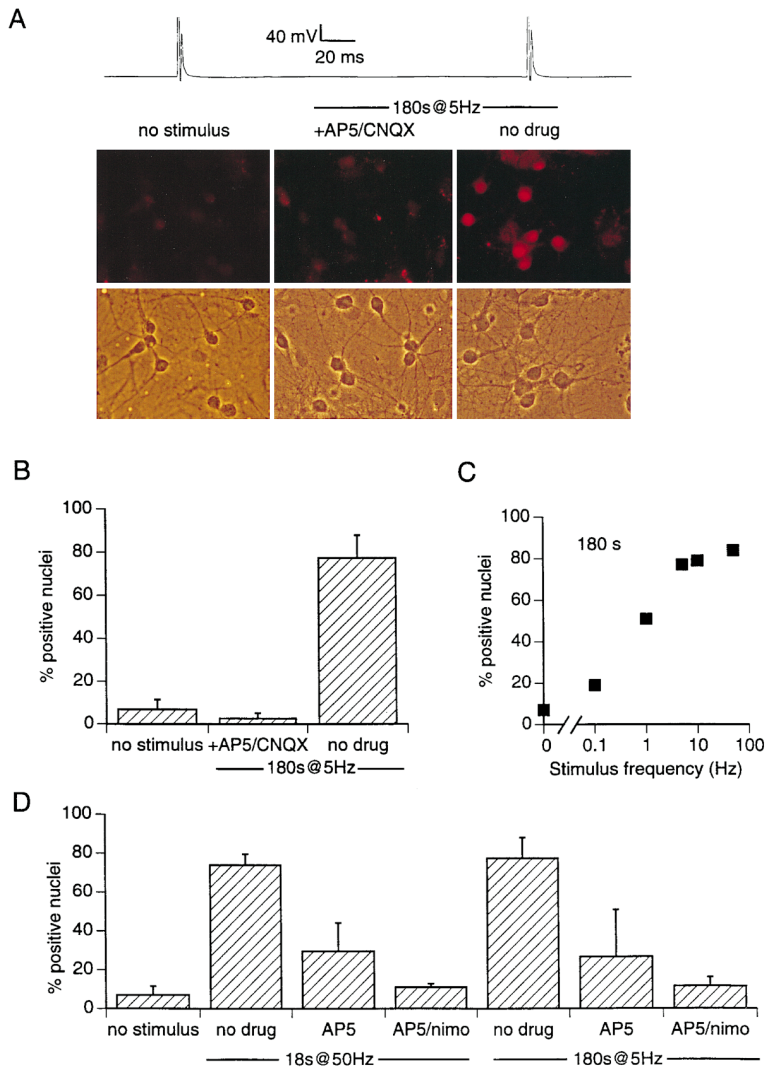 A
40 mV
20 ms
180s@5Hz
no stimulus +AP5/CNQX no drug
B
% positive nuclei
100
80
60
40
20
0
no stimulus +AP5/CNQX no drug
180s@5Hz
C
% positive nuclei
100
80
60
40
20
0
180 s
0 0.1 1 10 100
Stimulus frequency (Hz)
D
% positive nuclei
100
80
60
40
20
0
no stimulus no drug AP5 AP5/nimo no drug AP5 AP5/nimo
18s@50Hz 180s@5Hz